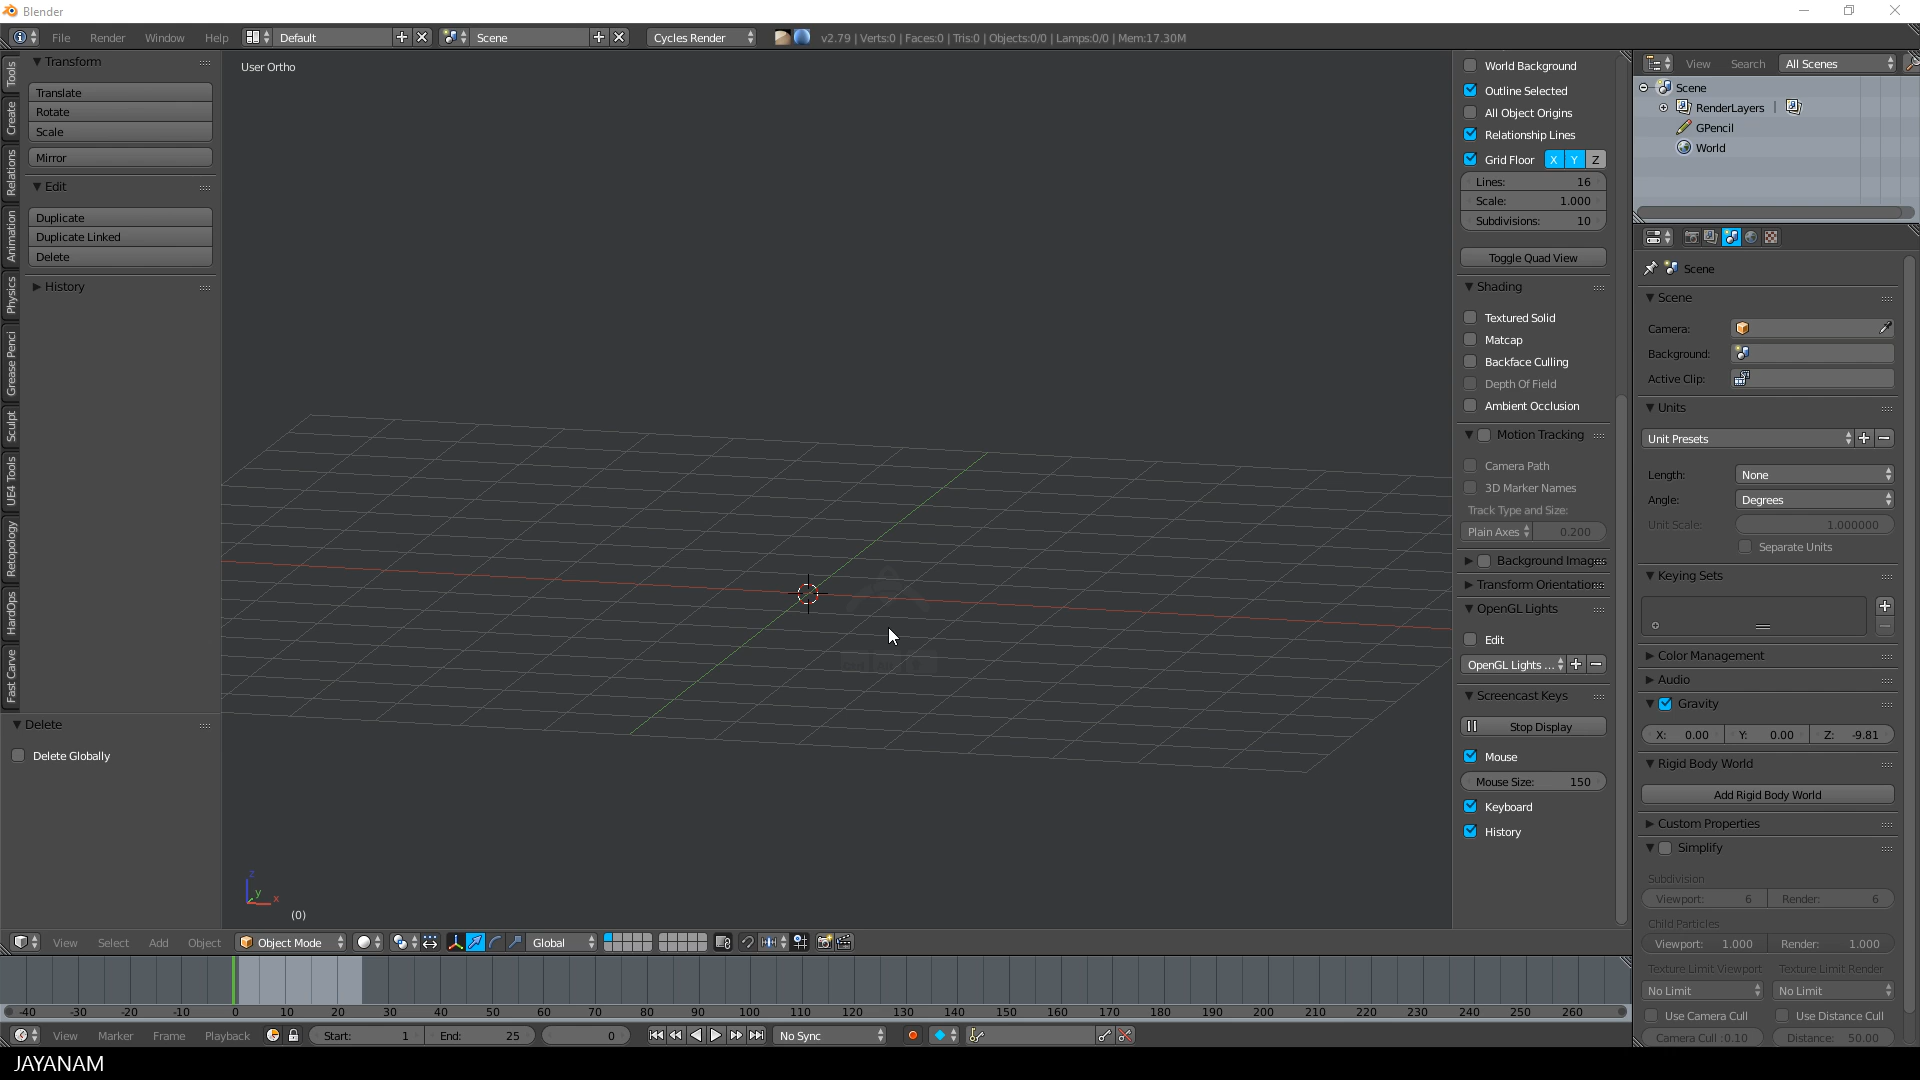 Blender
File Render Window Help Default Scene Cycles Render v2.79 | Verts:0 | Faces:0 | Tris:0 | Objects:0/0 | Lamps:0/0 | Mem:17.30M
Tools
Create
Relations
Animation
Physics
Grease Penci
Sculpt
UE4 Tools
Retopology
HardOps
Fast Carve
Transform
Translate
Rotate
Scale
Mirror
Edit
Duplicate
Duplicate Linked
Delete
History
Delete
Delete Globally
User Ortho
z
y
x
(0)
World Background
Outline Selected
All Object Origins
Relationship Lines
Grid Floor X Y Z
Lines: 16
Scale: 1.000
Subdivisions: 10
Toggle Quad View
Shading
Textured Solid
Matcap
Backface Culling
Depth Of Field
Ambient Occlusion
Motion Tracking
Camera Path
3D Marker Names
Track Type and Size:
Plain Axes 0.200
Background Images
Transform Orientations
OpenGL Lights
Edit
OpenGL Lights ...
Screencast Keys
Stop Display
Mouse
Mouse Size: 150
Keyboard
History
View Search All Scenes
Scene
RenderLayers |
GPencil
World
Scene
Scene
Camera:
Background:
Active Clip:
Units
Unit Presets
Length: None
Angle: Degrees
Unit Scale: 1.000000
Separate Units
Keying Sets
Color Management
Audio
Gravity
X: 0.00 Y: 0.00 Z: -9.81
Rigid Body World
Add Rigid Body World
Custom Properties
Simplify
Subdivision
Viewport: 6 Render: 6
Child Particles
Viewport: 1.000 Render: 1.000
Texture Limit Viewport Texture Limit Render
No Limit No Limit
Use Camera Cull Use Distance Cull
Camera Cull :0.10 Distance: 50.00
View Select Add Object Object Mode Global
-40 -30 -20 -10 0 10 20 30 40 50 60 70 80 90 100 110 120 130 140 150 160 170 180 190 200 210 220 230 240 250 260
View Marker Frame Playback Start: 1 End: 25 0 No Sync
JAYANAM